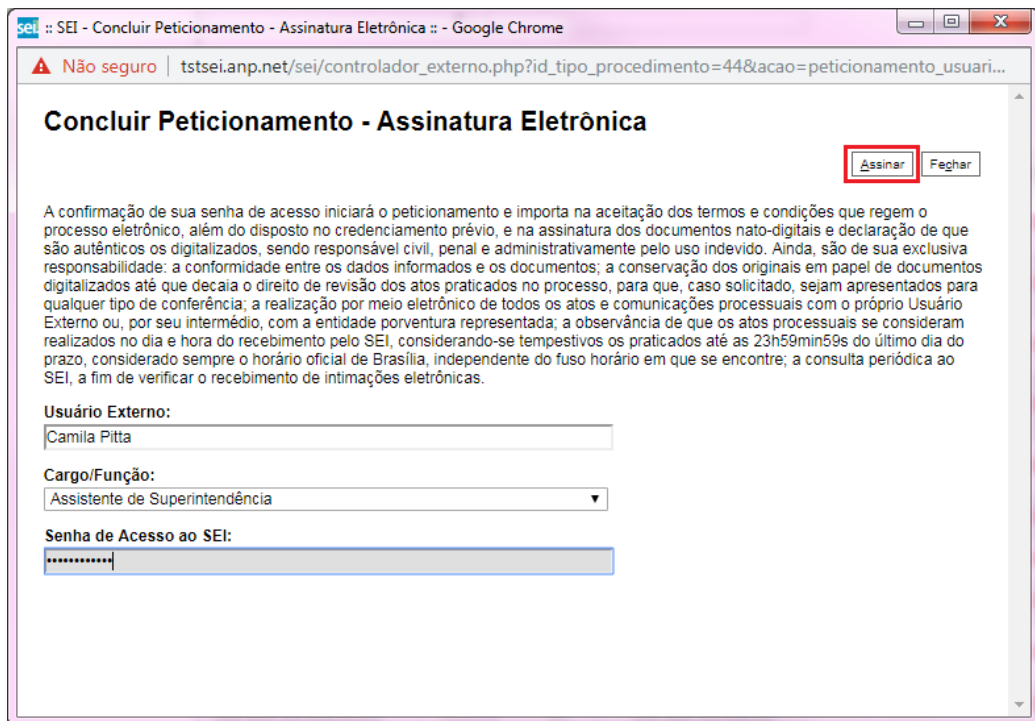 sei :: SEI - Concluir Peticionamento - Assinatura Eletrônica :: - Google Chrome
Não seguro | tstsei.anp.net/sei/controlador_externo.php?id_tipo_procedimento=44&acao=peticionamento_usuari...
Concluir Peticionamento - Assinatura Eletrônica
Assinar Fechar
A confirmação de sua senha de acesso iniciará o peticionamento e importa na aceitação dos termos e condições que regem o
processo eletrônico, além do disposto no credenciamento prévio, e na assinatura dos documentos nato-digitais e declaração de que
são autênticos os digitalizados, sendo responsável civil, penal e administrativamente pelo uso indevido. Ainda, são de sua exclusiva
responsabilidade: a conformidade entre os dados informados e os documentos; a conservação dos originais em papel de documentos
digitalizados até que decaia o direito de revisão dos atos praticados no processo, para que, caso solicitado, sejam apresentados para
qualquer tipo de conferência; a realização por meio eletrônico de todos os atos e comunicações processuais com o próprio Usuário
Externo ou, por seu intermédio, com a entidade porventura representada; a observância de que os atos processuais se consideram
realizados no dia e hora do recebimento pelo SEI, considerando-se tempestivos os praticados até as 23h59min59s do último dia do
prazo, considerado sempre o horário oficial de Brasília, independente do fuso horário em que se encontre; a consulta periódica ao
SEI, a fim de verificar o recebimento de intimações eletrônicas.
Usuário Externo:
Camila Pitta
Cargo/Função:
Assistente de Superintendência
Senha de Acesso ao SEI:
••••••••••••